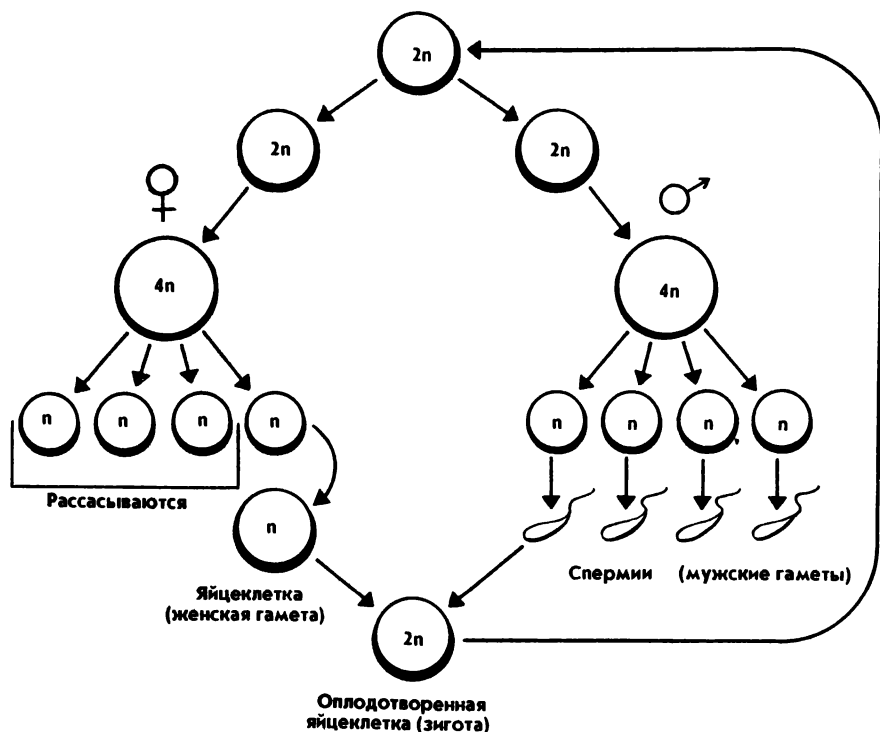 2n
2n
2n
4n
4n
n
n
n
n
n
n
n
n
Рассасываются
n
Спермии (мужские гаметы)
Яйцеклетка
(женская гамета)
2n
Оплодотворенная
яйцеклетка (зигота)